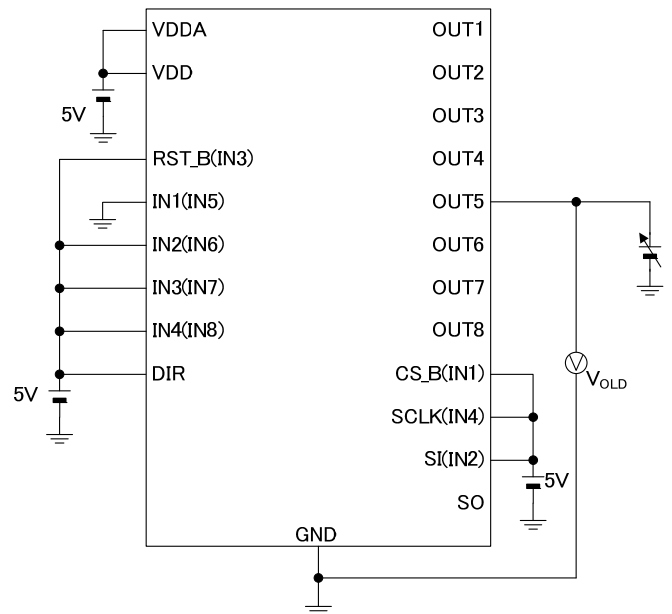 VDDA
VDD
5V
RST_B(IN3)
IN1(IN5)
IN2(IN6)
IN3(IN7)
IN4(IN8)
DIR
5V
GND
OUT1
OUT2
OUT3
OUT4
OUT5
OUT6
OUT7
OUT8
CS_B(IN1)
SCLK(IN4)
SI(IN2)
SO
5V
V
VOLD